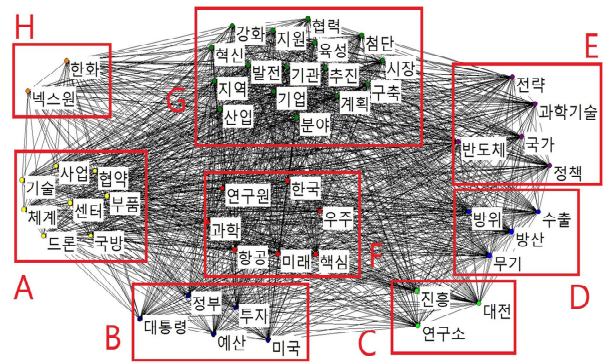 H
한화
넥스원
G
강화
지원
협력
육성
첨단
혁신
시장
발전
기관
추진
지역
기업
계획
구축
산업
분야
E
전략
과학기술
국가
반도체
정책
A
사업
협약
기술
센터
부품
체계
드론
국방
F
연구원
한국
우주
과학
항공
미래
핵심
D
수출
방위
방산
무기
B
정부
투지
대통령
예산
미국
C
진흥
대전
연구소